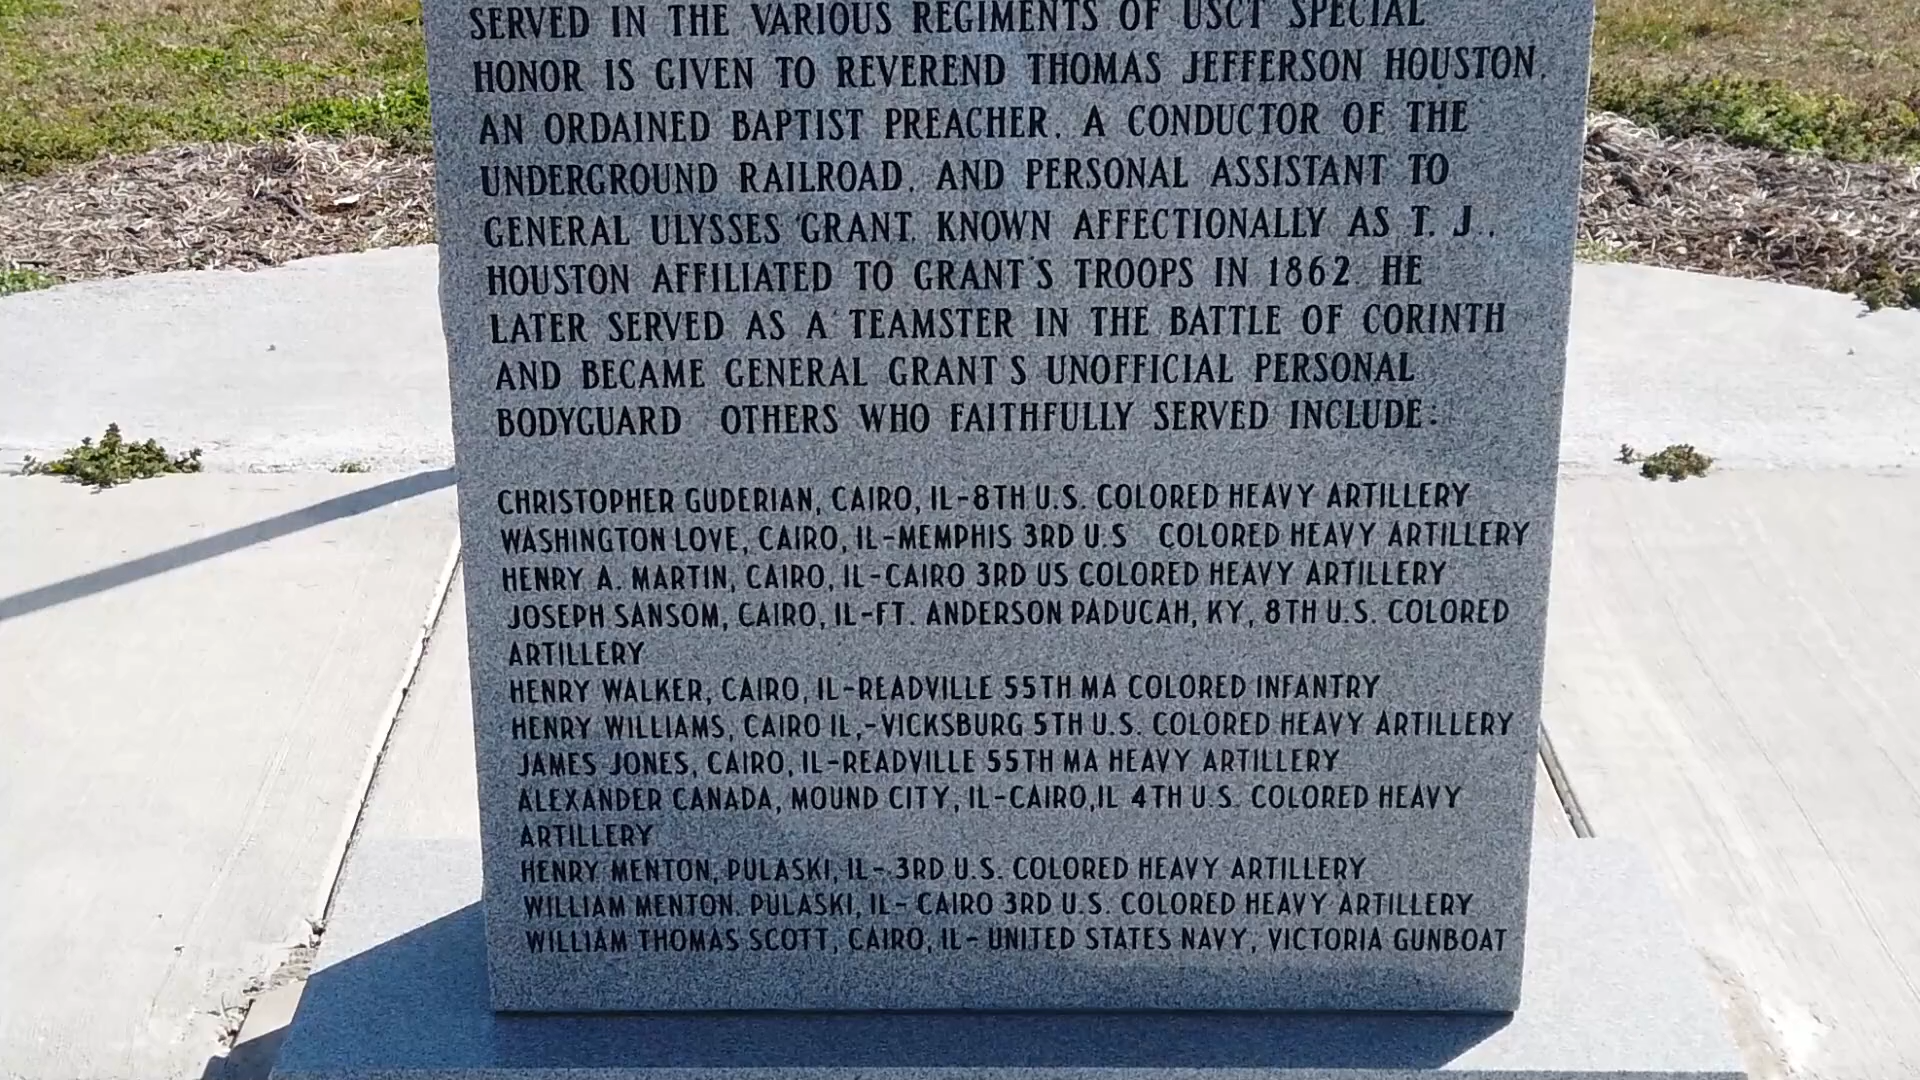 SERVED IN THE VARIOUS REGIMENTS OF USCT SPECIAL
HONOR IS GIVEN TO REVEREND THOMAS JEFFERSON HOUSTON,
AN ORDAINED BAPTIST PREACHER, A CONDUCTOR OF THE
UNDERGROUND RAILROAD, AND PERSONAL ASSISTANT TO
GENERAL ULYSSES GRANT. KNOWN AFFECTIONALLY AS T. J.,
HOUSTON AFFILIATED TO GRANT'S TROOPS IN 1862. HE
LATER SERVED AS A TEAMSTER IN THE BATTLE OF CORINTH
AND BECAME GENERAL GRANT S UNOFFICIAL PERSONAL
BODYGUARD OTHERS WHO FAITHFULLY SERVED INCLUDE:
CHRISTOPHER GUDERIAN, CAIRO, IL-8TH U.S. COLORED HEAVY ARTILLERY
WASHINGTON LOVE, CAIRO, IL-MEMPHIS 3RD U.S COLORED HEAVY ARTILLERY
HENRY A. MARTIN, CAIRO, IL-CAIRO 3RD US COLORED HEAVY ARTILLERY
JOSEPH SANSOM, CAIRO, IL-FT. ANDERSON PADUCAH, KY, 8TH U.S. COLORED
ARTILLERY
HENRY WALKER, CAIRO, IL-READVILLE 55TH MA COLORED INFANTRY
HENRY WILLIAMS, CAIRO IL,-VICKSBURG 5TH U.S. COLORED HEAVY ARTILLERY
JAMES JONES, CAIRO, IL-READVILLE 55TH MA HEAVY ARTILLERY
ALEXANDER CANADA, MOUND CITY, IL-CAIRO,IL 4TH U.S. COLORED HEAVY
ARTILLERY
HENRY MENTON, PULASKI, IL- 3RD U.S. COLORED HEAVY ARTILLERY
WILLIAM MENTON. PULASKI, IL- CAIRO 3RD U.S. COLORED HEAVY ARTILLERY
WILLIAM THOMAS SCOTT, CAIRO, IL- UNITED STATES NAVY, VICTORIA GUNBOAT